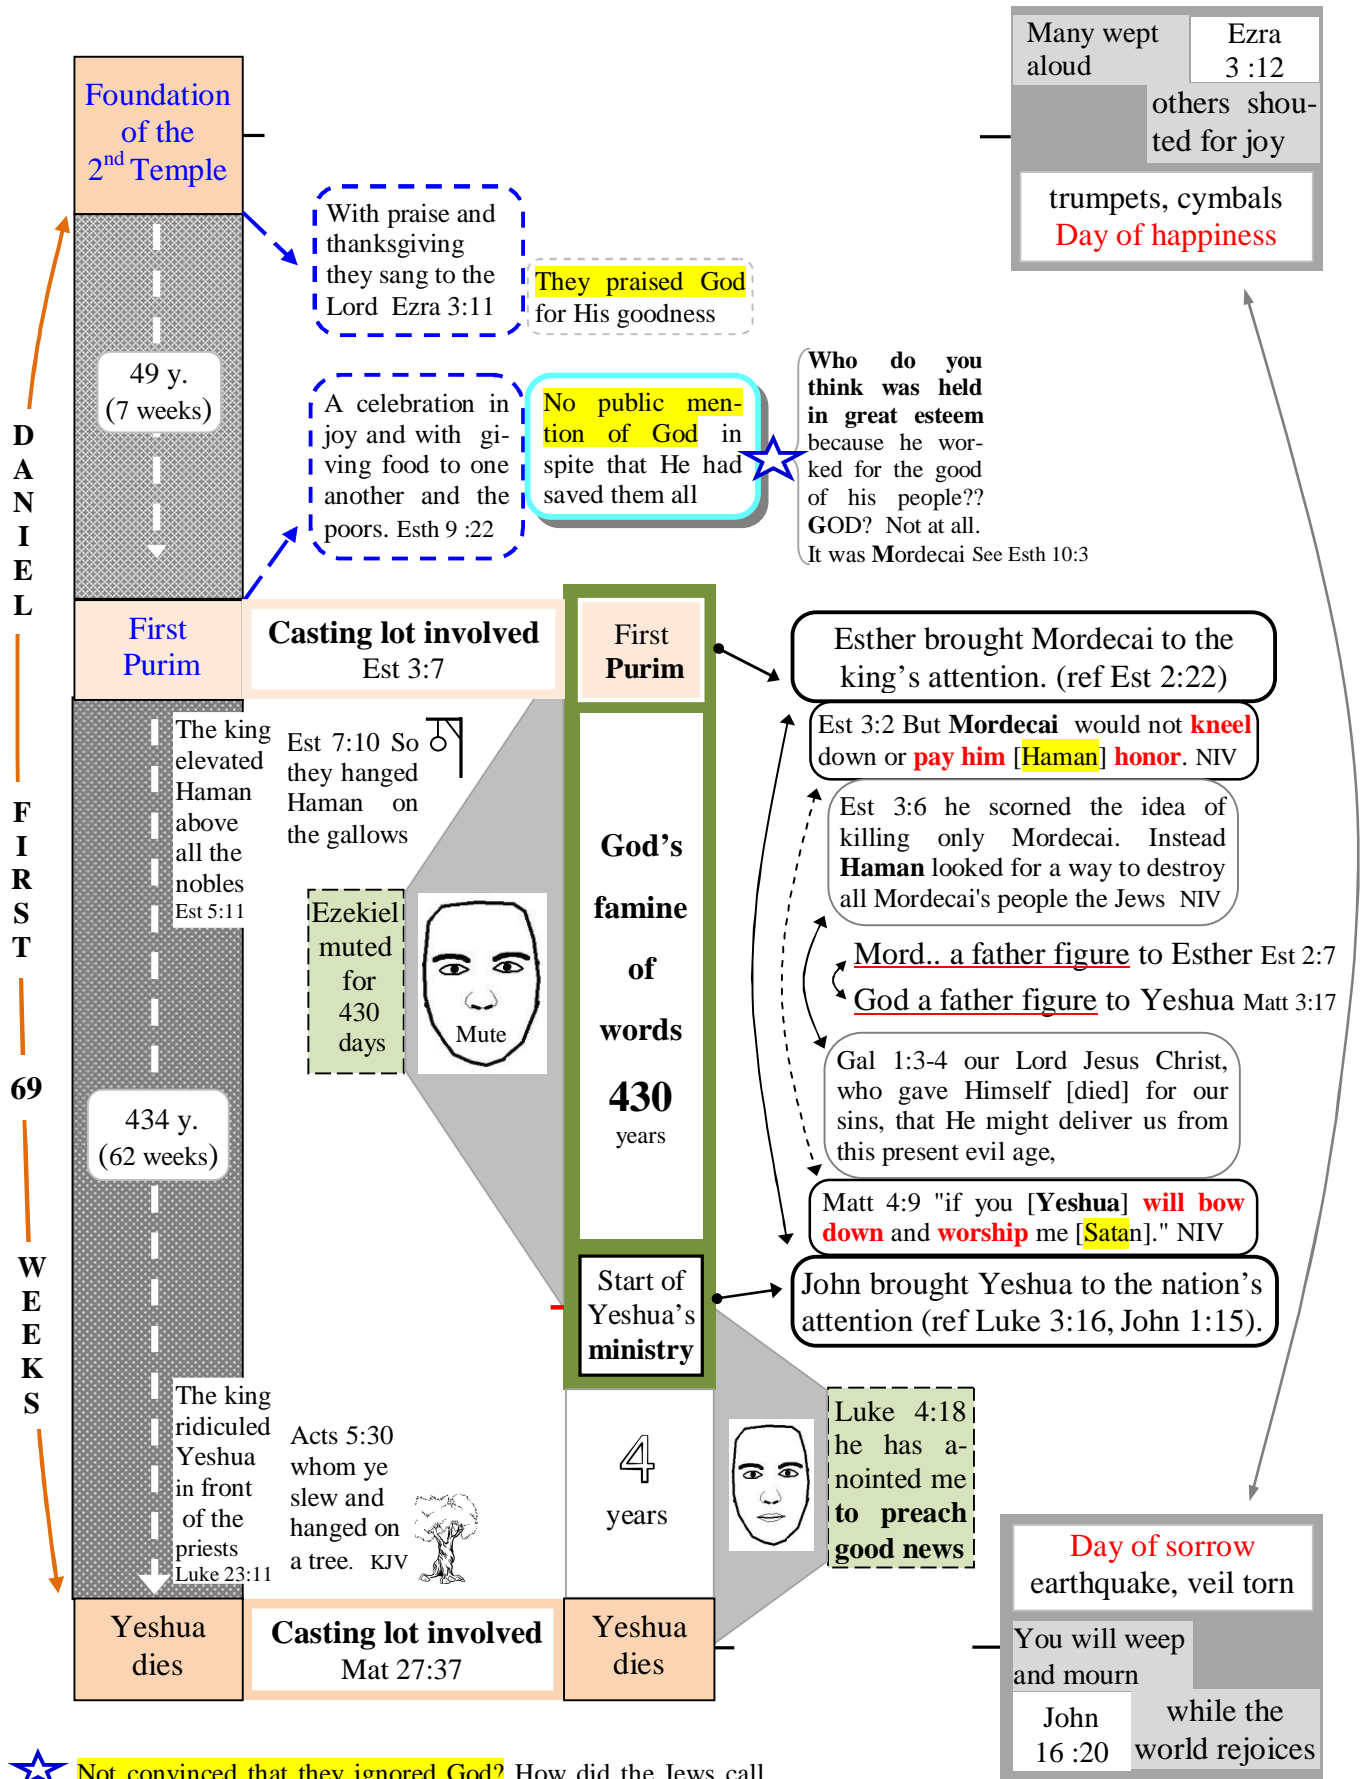 Many wept
aloud
Ezra
3 :12
others shou-
ted for joy
trumpets, cymbals
Day of happiness
Foundation
of the
2nd Temple
With praise and
thanksgiving
they sang to the
Lord Ezra 3:11
They praised God
for His goodness
49 y.
(7 weeks)
A celebration in
joy and with gi-
ving food to one
another and the
poors. Esth 9 :22
No public men-
tion of God in
spite that He had
saved them all
Who do you
think was held
in great esteem
because he wor-
ked for the good
of his people??
GOD? Not at all.
It was Mordecai See Esth 10:3
DANIEL FIRST 69 WEEKS
First
Purim
Casting lot involved
Est 3:7
First
Purim
Esther brought Mordecai to the
king's attention. (ref Est 2:22)
Est 3:2 But Mordecai would not kneel
down or pay him [Haman] honor. NIV
The king
elevated
Haman
above
all the
nobles
Est 5:11
Est 7:10 So
they hanged
Haman on
the gallows
Est 3:6 he scorned the idea of
killing only Mordecai. Instead
Haman looked for a way to destroy
all Mordecai's people the Jews NIV
God's
famine
of
words
430
years
Ezekiel
muted
for
430
days
Mute
Mord.. a father figure to Esther Est 2:7
God a father figure to Yeshua Matt 3:17
Gal 1:3-4 our Lord Jesus Christ,
who gave Himself [died] for our
sins, that He might deliver us from
this present evil age,
434 y.
(62 weeks)
Matt 4:9 "if you [Yeshua] will bow
down and worship me [Satan]." NIV
Start of
Yeshua's
ministry
John brought Yeshua to the nation's
attention (ref Luke 3:16, John 1:15).
The king
ridiculed
Yeshua
in front
of the
priests
Luke 23:11
Acts 5:30
whom ye
slew and
hanged on
a tree. KJV
4
years
Luke 4:18
he has a-
nointed me
to preach
good news
Day of sorrow
earthquake, veil torn
You will weep
and mourn
John
16 :20
while the
world rejoices
Yeshua
dies
Casting lot involved
Mat 27:37
Yeshua
dies
Not convinced that they ignored God? How did the Jews call